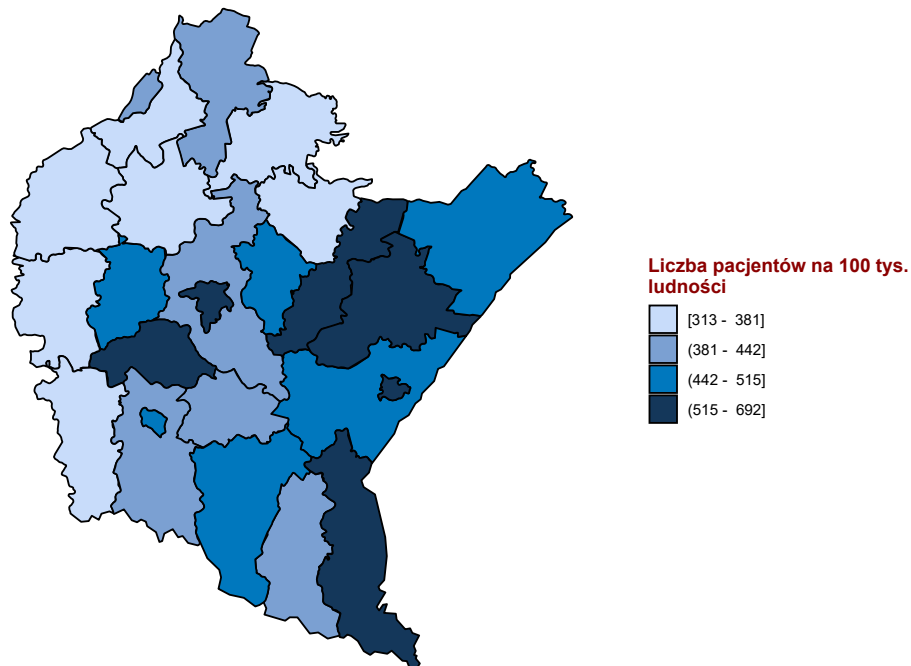 Liczba pacjentów na 100 tys.
ludności
[313 - 381]
(381 - 442]
(442 - 515]
(515 - 692]